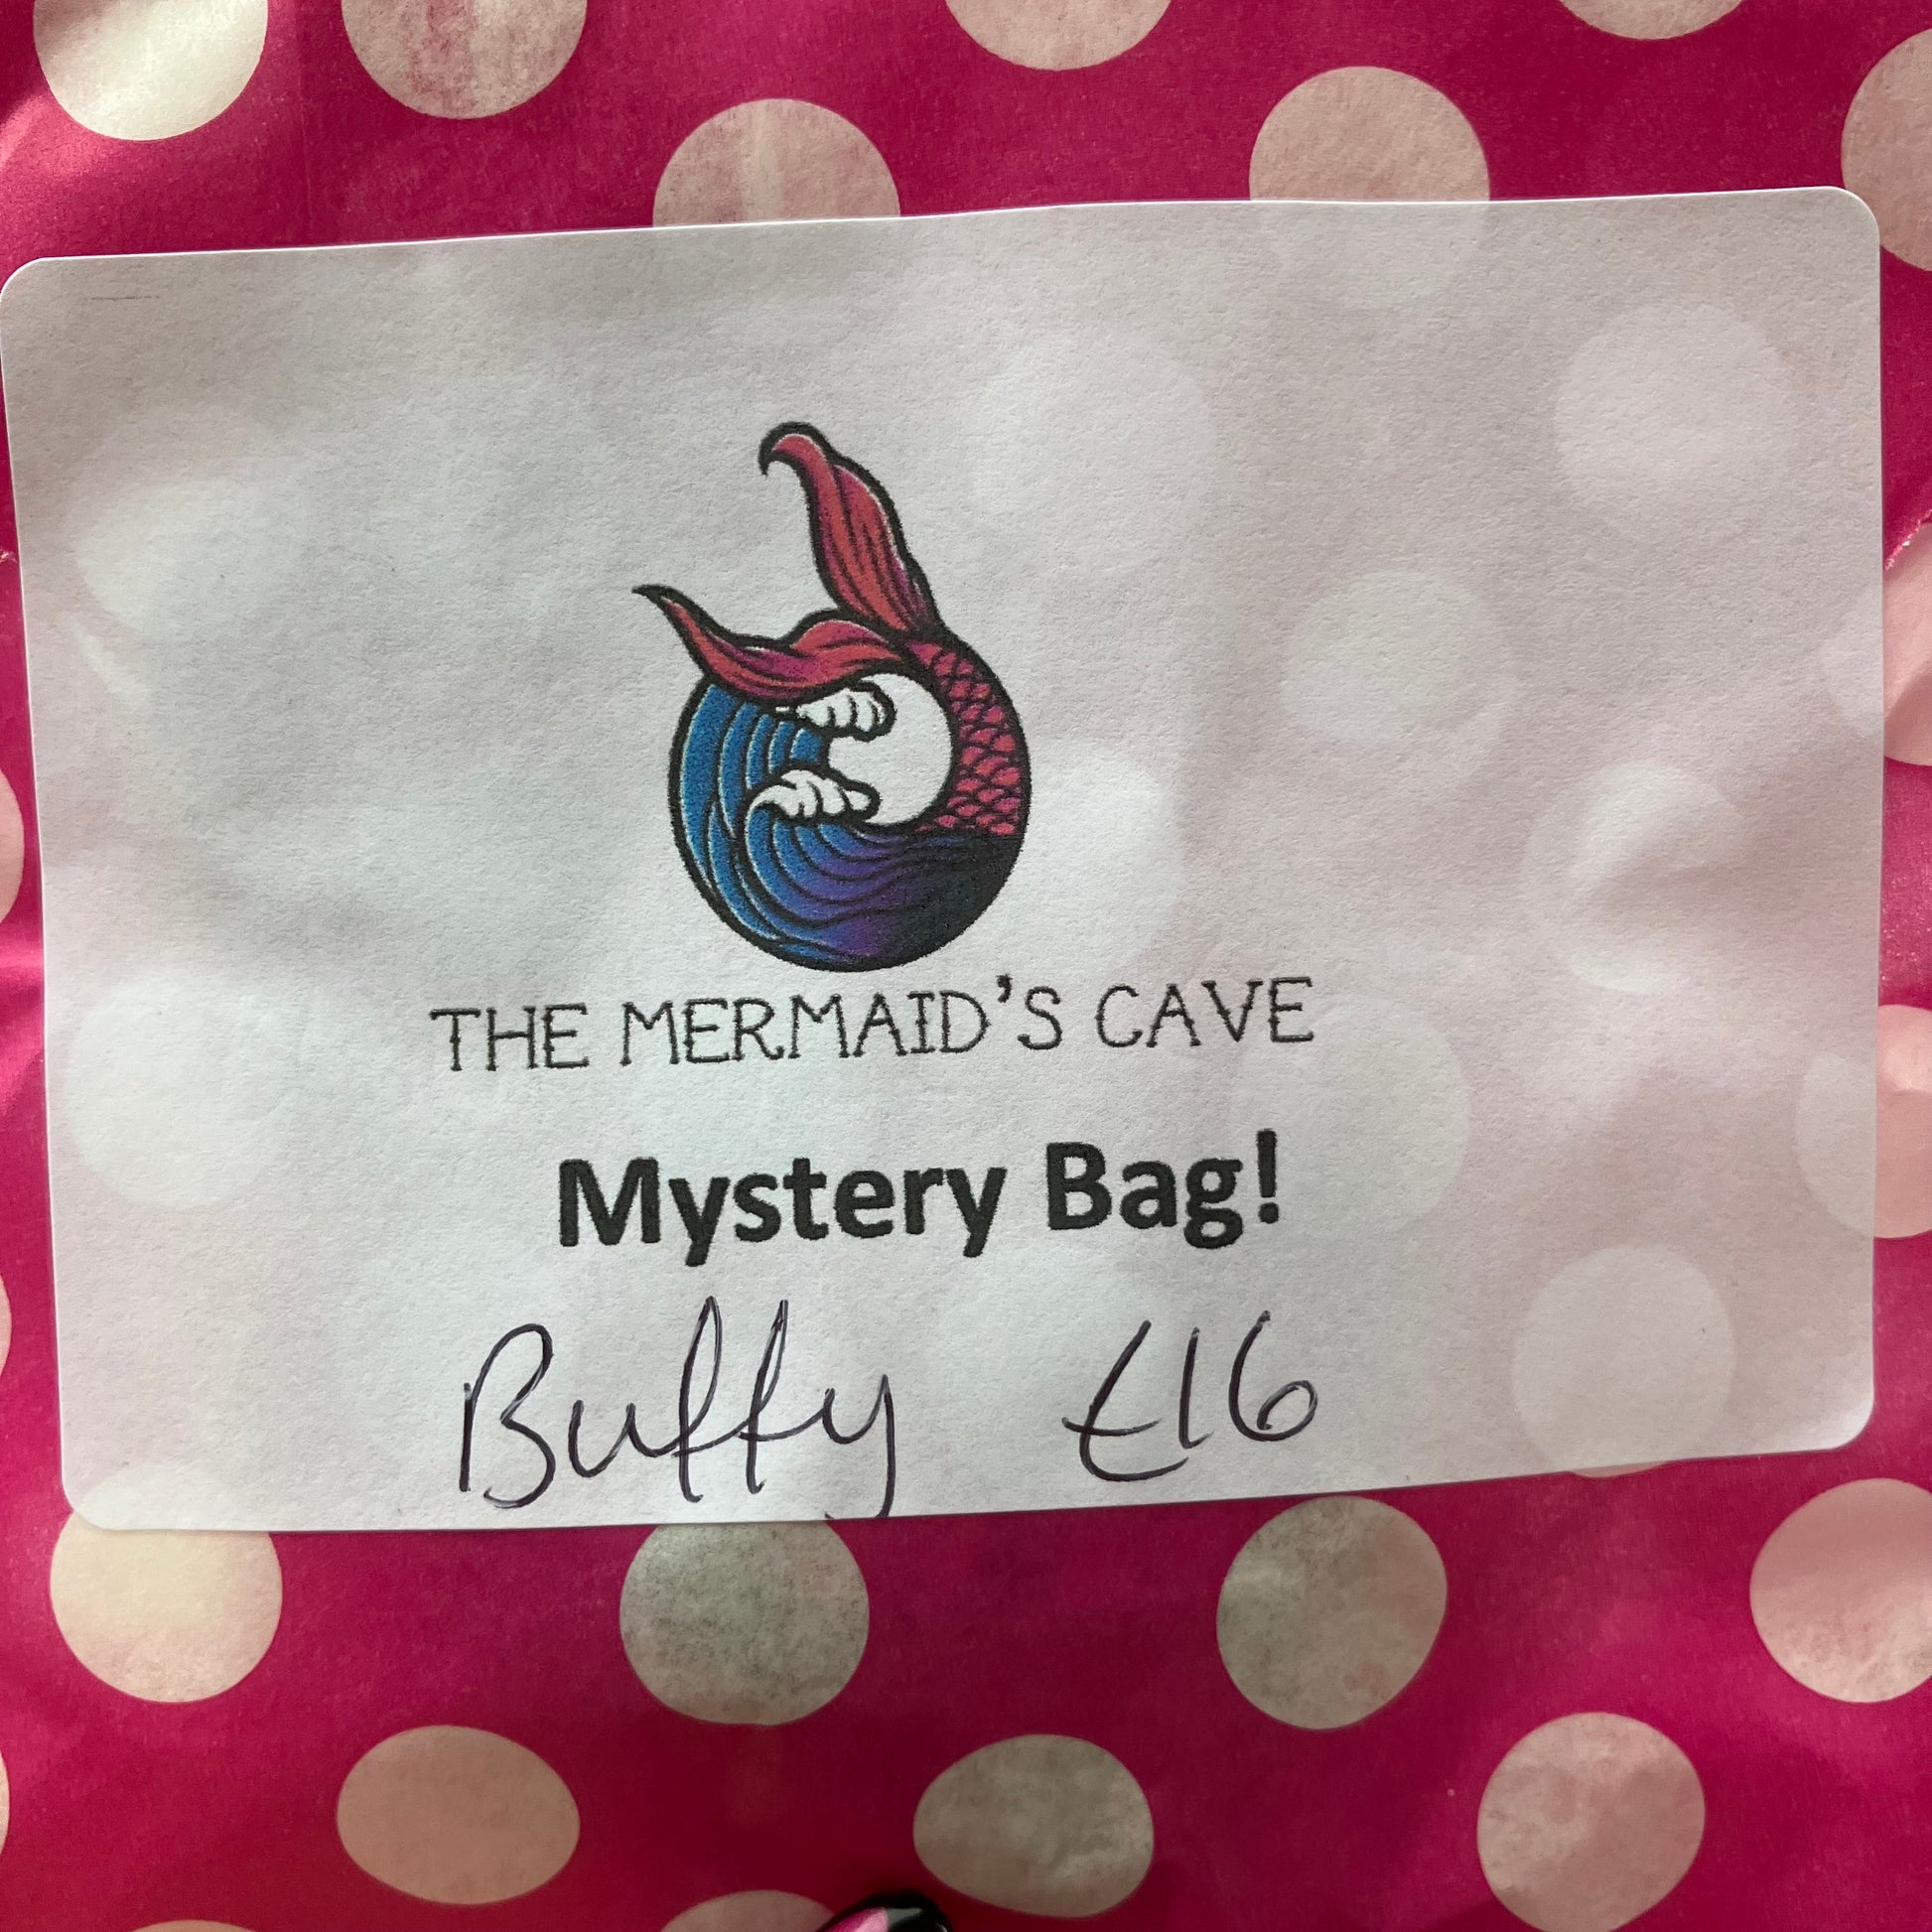 THE MERMAID'S CAVE
Mystery Bag!
Buffy £16